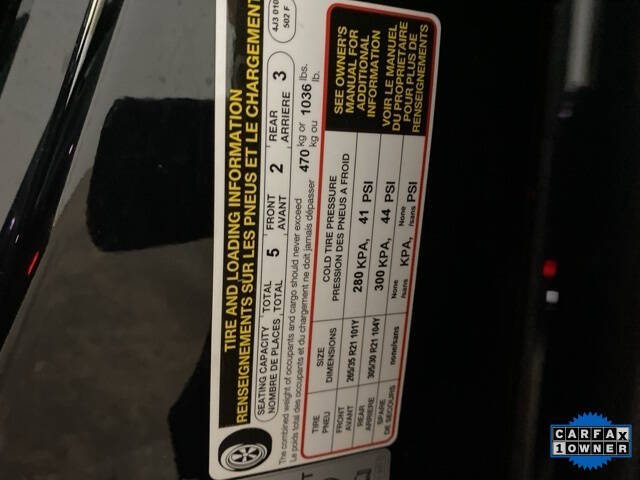 TIRE AND LOADING INFORMATION
RENSEIGNEMENTS SUR LES PNEUS ET LE CHARGEMENT
4J3 010
502 F
SEATING CAPACITY TOTAL 5 FRONT 2 REAR 3
NOMBRE DE PLACES TOTAL AVANT ARRIERE
The combined weight of occupants and cargo should never exceed 470 kg or 1036 lbs.
Le poids total des occupants et du chargement ne doit jamais dépasser kg ou lb.
TIRE SIZE COLD TIRE PRESSURE
PNEU DIMENSIONS PRESSION DES PNEUS A FROID
FRONT 265/35 R21 101Y 280 KPA, 41 PSI
AVANT
REAR 305/30 R21 104Y 300 KPA, 44 PSI
ARRIERE
SPARE none/sans None KPA, None PSI
DE SECOURS /sans /sans
SEE OWNER'S
MANUAL FOR
ADDITIONAL
INFORMATION
VOIR LE MANUEL
DU PROPRIETAIRE
POUR PLUS DE
RENSEIGNEMENTS
CARFAX
1 OWNER